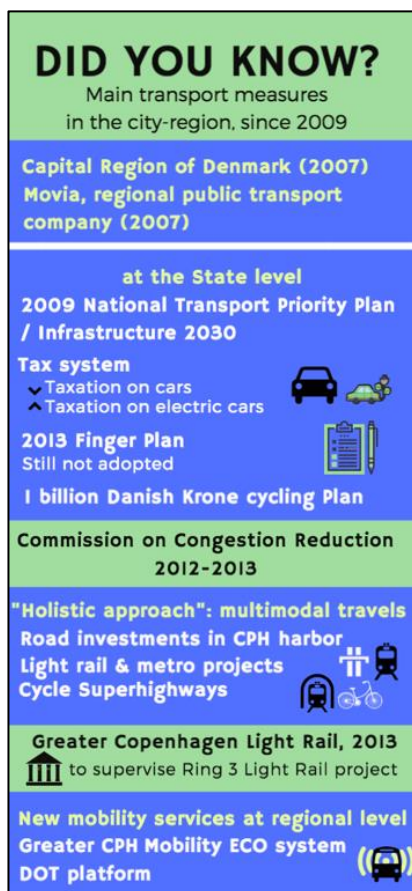 DID YOU KNOW?
Main transport measures
in the city-region, since 2009
Capital Region of Denmark (2007)
Movia, regional public transport
company (2007)
at the State level
2009 National Transport Priority Plan
/ Infrastructure 2030
Tax system
Taxation on cars
Taxation on electric cars
2013 Finger Plan
Still not adopted
1 billion Danish Krone cycling Plan
Commission on Congestion Reduction
2012-2013
"Holistic approach": multimodal travels
Road investments in CPH harbor
Light rail & metro projects
Cycle Superhighways
Greater Copenhagen Light Rail, 2013
to supervise Ring 3 Light Rail project
New mobility services at regional level
Greater CPH Mobility ECO system
DOT platform